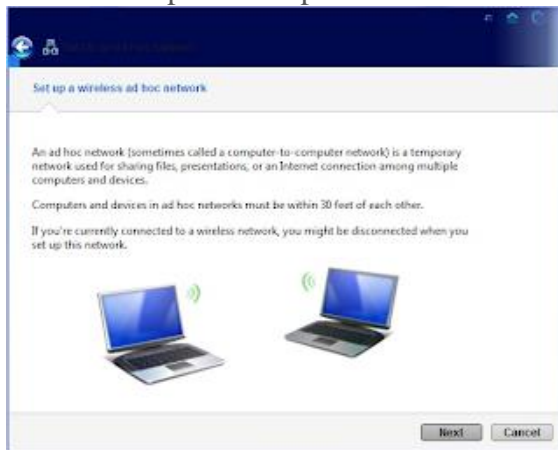 Set up a wireless ad hoc network
An ad hoc network (sometimes called a computer-to-computer network) is a temporary
network used for sharing files, presentations, or an Internet connection among multiple
computers and devices.
Computers and devices in ad hoc networks must be within 30 feet of each other.
If you're currently connected to a wireless network, you might be disconnected when you
set up this network.
Next Cancel